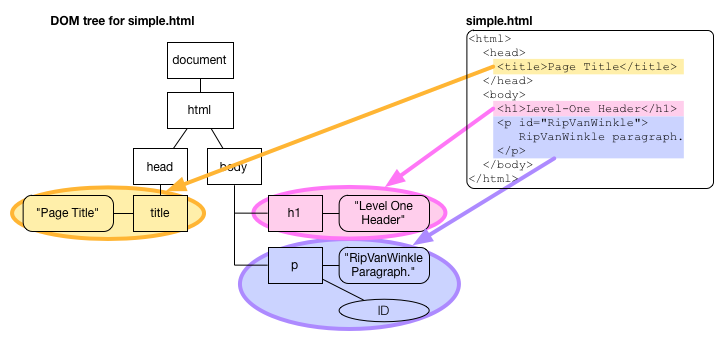 DOM tree for simple.html
document
html
head
body
"Page Title"
title
h1
"Level One
Header"
p
"RipVanWinkle
Paragraph."
ID
simple.html
<html>
<head>
<title>Page Title</title>
</head>
<body>
<h1>Level-One Header</h1>
<p id="RipVanWinkle">
RipVanWinkle paragraph.
</p>
</body>
</html>